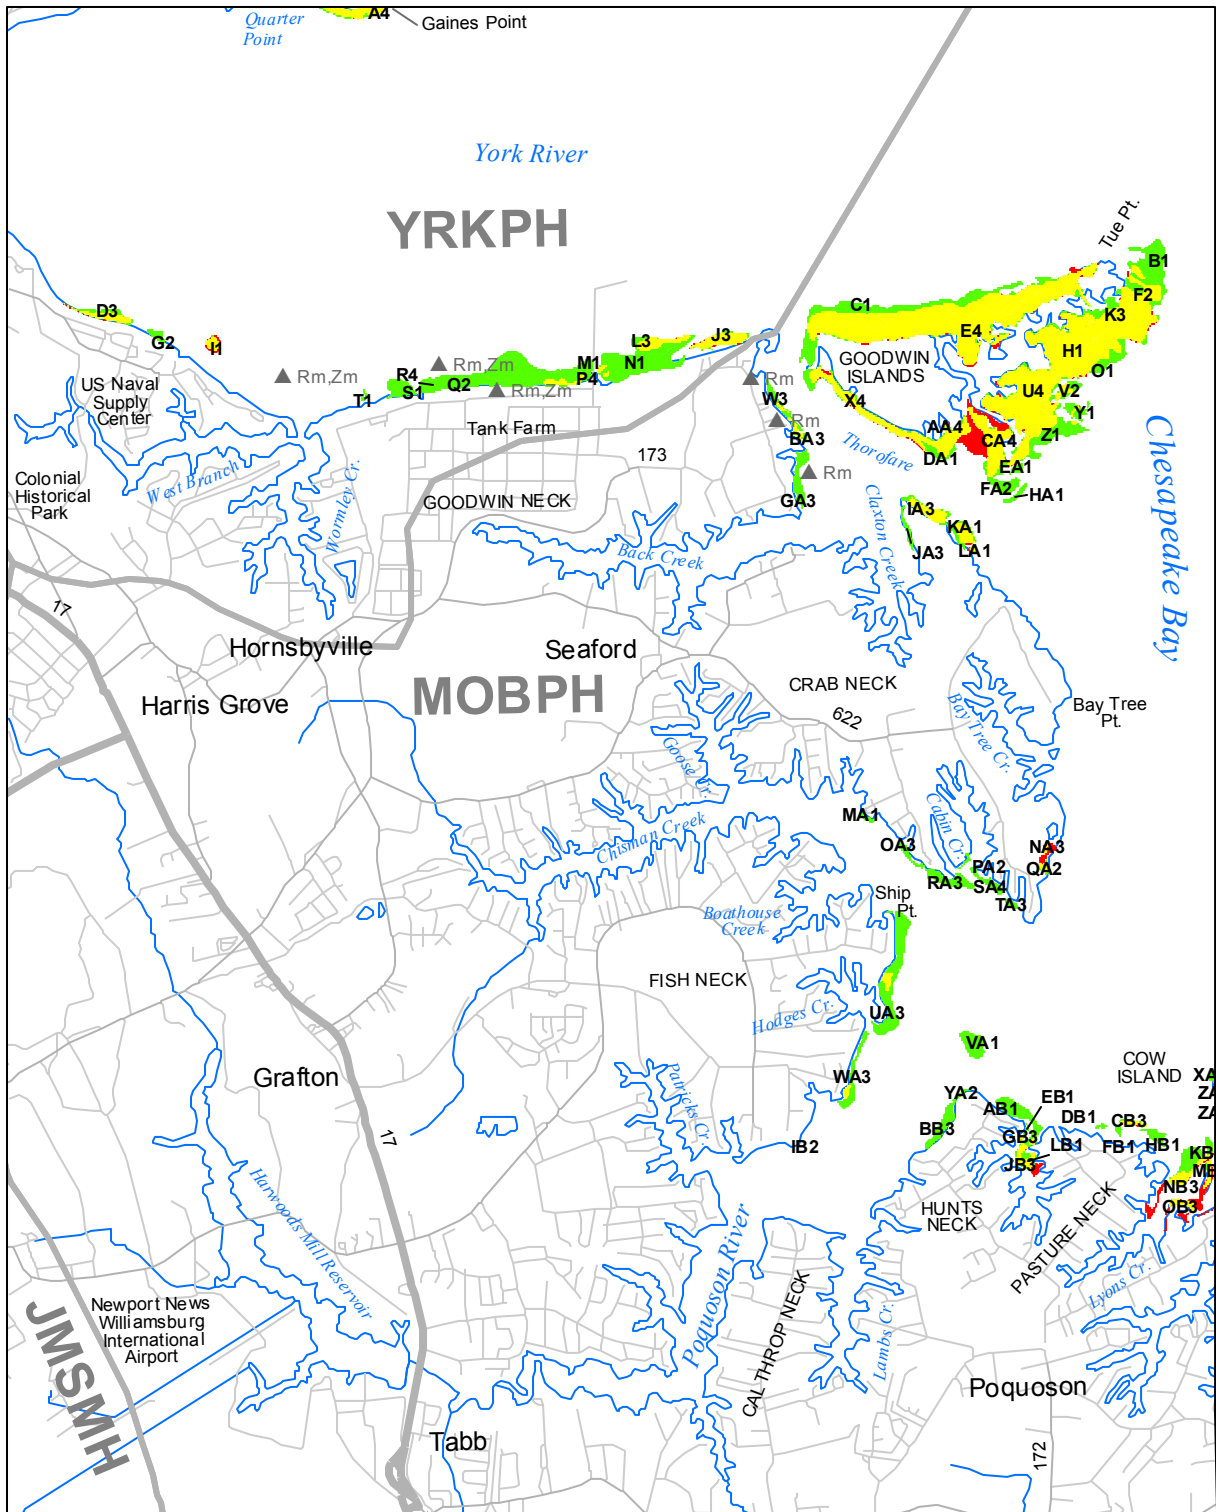 A4
Gaines Point
Quarter
Point
York River
YRKPH
Tue Pt.
B1
F2
K3
C1
E4
H1
O1
D3
G2
I1
L3
J3
GOODWIN
ISLANDS
Rm,Zm
Rm,Zm
Rm,Zm
M1
N1
P4
R4
S1
Q2
T1
Rm
W3
Rm
BA3
Rm
GA3
X4
U4
V2
Y1
Z1
AA4
CA4
DA1
EA1
FA2
HA1
Thorofare
US Naval
Supply
Center
Tank Farm
173
West Branch
Colonial
Historical
Park
Wormley Cr.
GOODWIN NECK
Back Creek
Claxton Creek
IA3
KA1
JA3
LA1
Chesapeake Bay
17
Hornsbyville
Seaford
MOBPH
Harris Grove
CRAB NECK
622
Bay Tree Cr.
Bay Tree
Pt.
Goose Cr.
Chisman Creek
MA1
Cabin Cr.
OA3
NA3
QA2
PA2
RA3
SA4
TA3
Ship
Pt.
Boathouse
Creek
FISH NECK
Hodges Cr.
UA3
VA1
COW
ISLAND
XA
ZA
ZA
Grafton
WA3
Patricks Cr.
YA2
AB1
EB1
DB1
CB3
BB3
GB3
LB1
FB1
HB1
JB3
KB
MB
NB3
OB3
17
IB2
HUNTS
NECK
PASTURE NECK
Harwoods Mill Reservoir
Poquoson River
Lyons Cr.
CALTHROP NECK
Lambs Cr.
Newport News
Williamsburg
International
Airport
JMSMH
Poquoson
Tabb
172